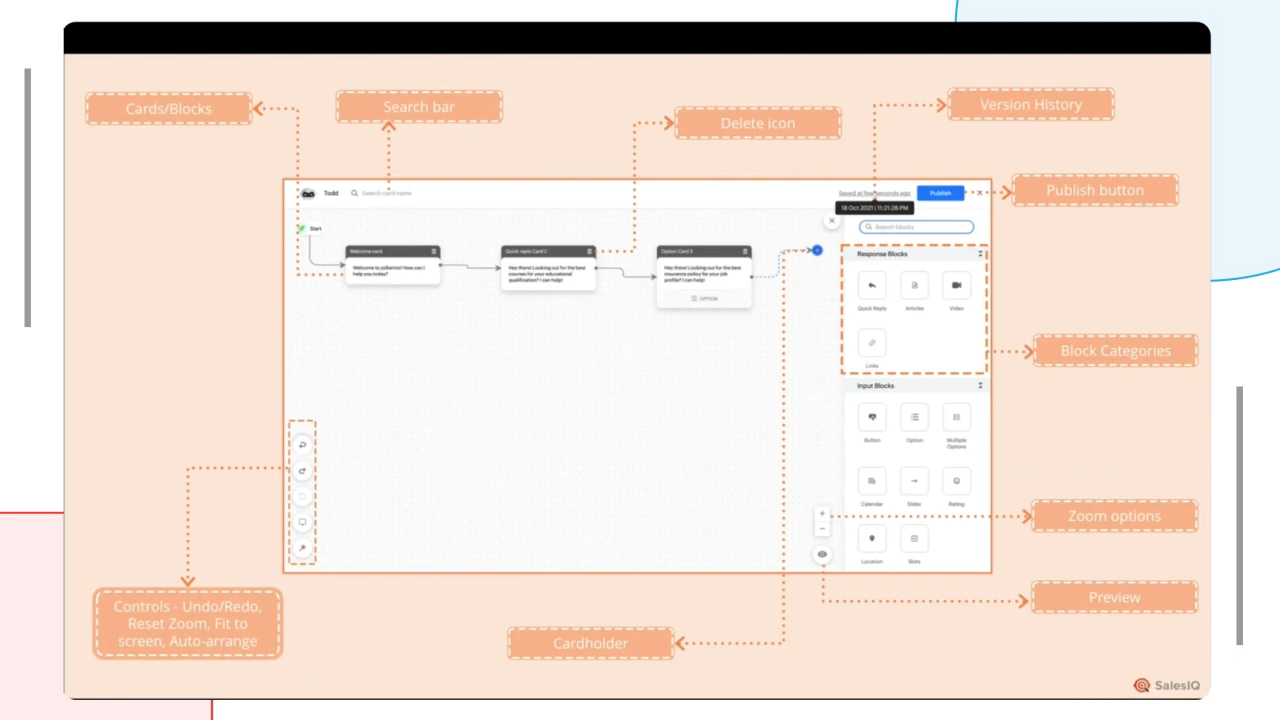 Cards/Blocks
Search bar
Delete icon
Version History
Publish button
Todd
Search card name
Saved at few seconds ago
Publish
18 Oct 2021 | 11:21:28 PM
Start
Search blocks
Welcome card
Welcome to zylkerins! How can I
help you today?
Quick reply Card 2
Hey there! Looking out for the best
courses for your educational
qualification? I can help!
Option Card 3
Hey there! Looking out for the best
insurance policy for your job
profile? I can help!
OPTION
Response Blocks
Quick Reply
Articles
Video
Links
Block Categories
Input Blocks
Button
Option
Multiple
Options
Calendar
Slider
Rating
Location
Slots
Zoom options
Preview
Controls - Undo/Redo,
Reset Zoom, Fit to
screen, Auto-arrange
Cardholder
SalesIQ